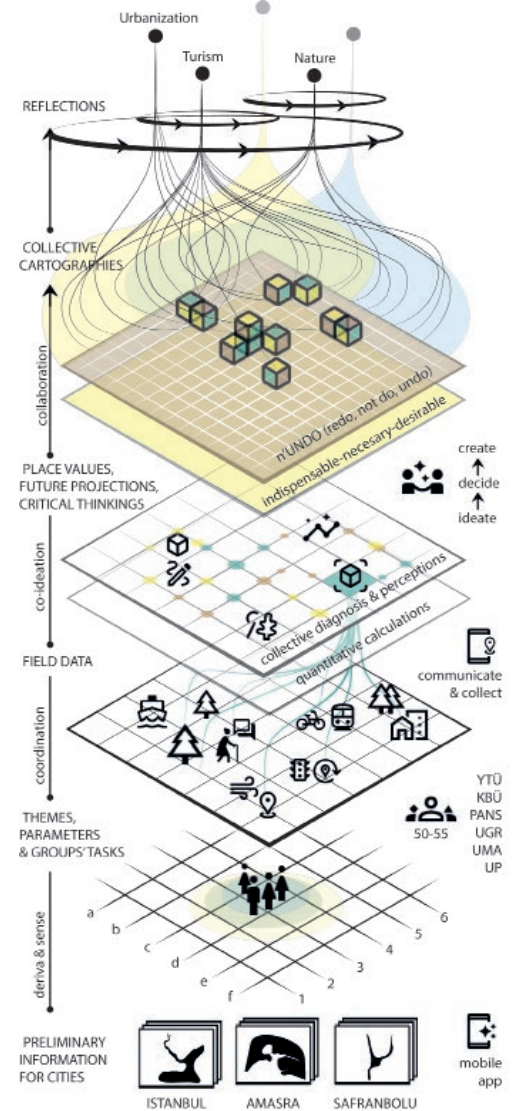 Urbanization
Turism
Nature
REFLECTIONS
COLLECTIVE
CARTOGRAPHIES
collaboration
n'UNDO (redo, not do, undo)
indispensable-necesary-desirable
create
decide
ideate
PLACE VALUES,
FUTURE PROJECTIONS,
CRITICAL THINKINGS
co-ideation
collective diagnosis & perceptions
quantitative calculations
FIELD DATA
communicate
& collect
coordination
THEMES,
PARAMETERS
& GROUPS'TASKS
50-55
YTÜ
KBÜ
PANS
UGR
UMA
UP
deriva & sense
a
b
c
d
e
f
1
2
3
4
5
6
PRELIMINARY
INFORMATION
FOR CITIES
ISTANBUL
AMASRA
SAFRANBOLU
mobile
app